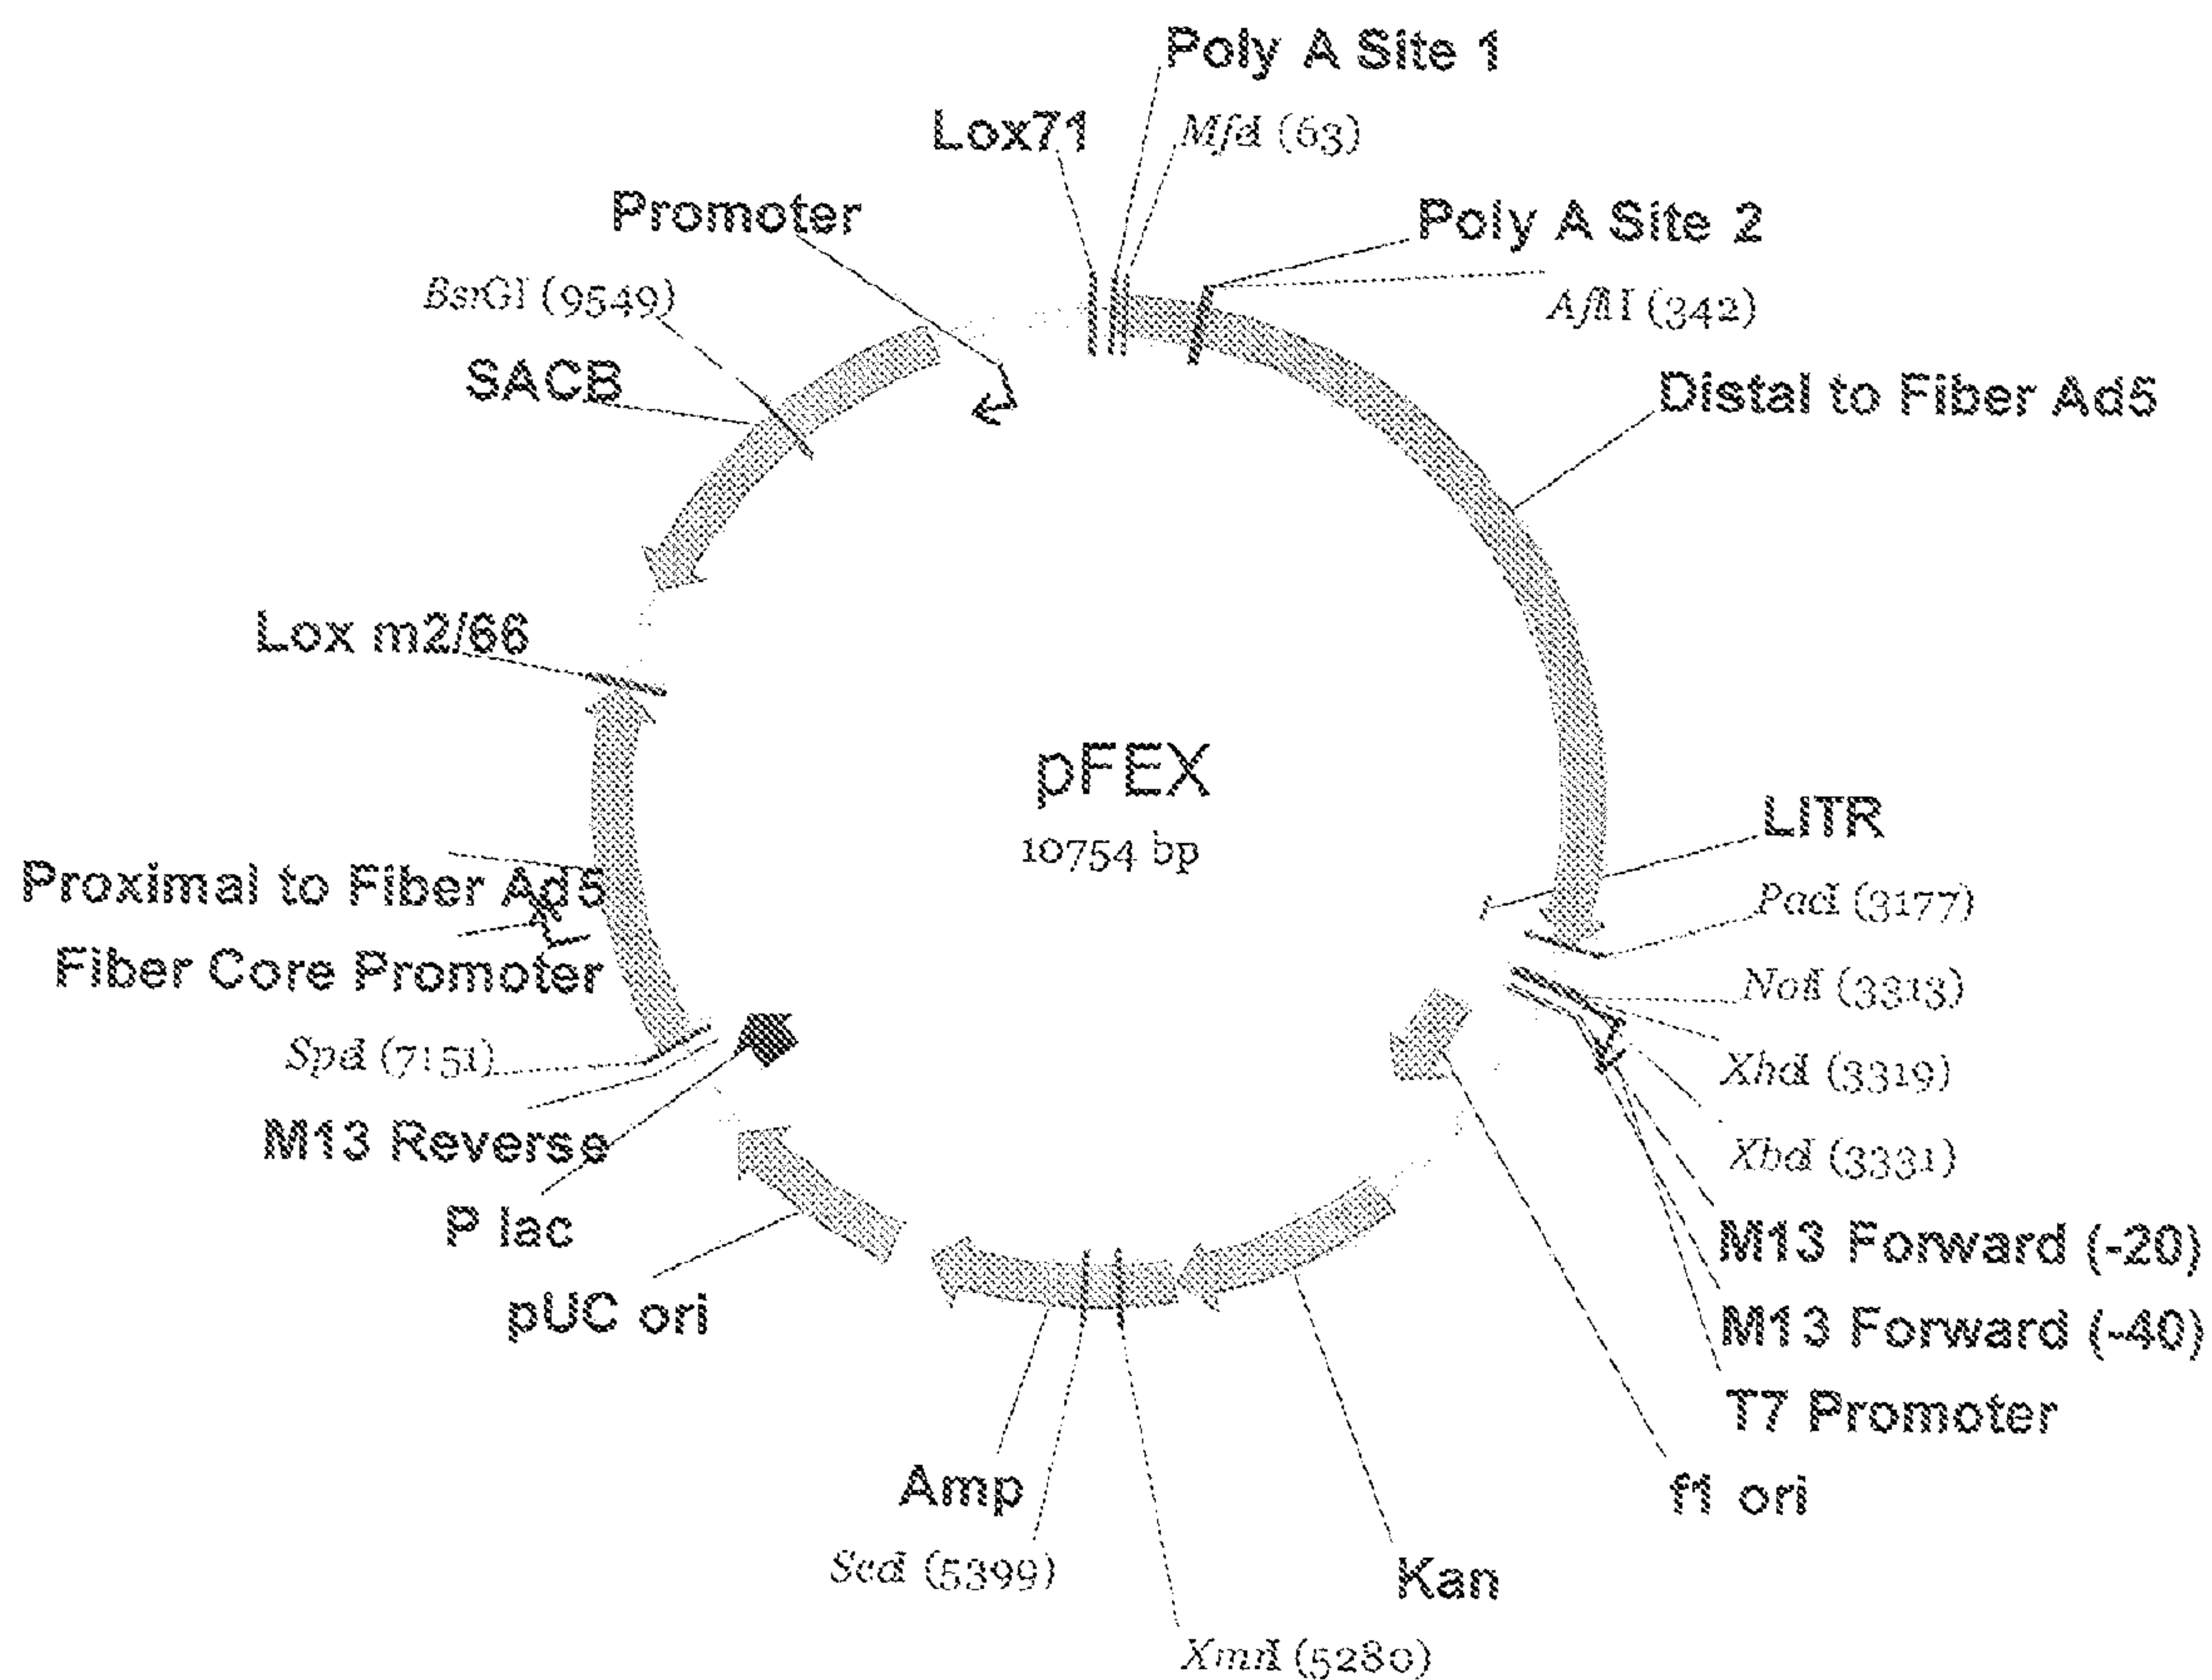 Poly A Site 1
Lox71
MfeI (63)
Promoter
Poly A Site 2
BsrGI (9549)
AflII (342)
SACB
Distal to Fiber Ad5
Lox m2/66
pFEX
10754 bp
LITR
Proximal to Fiber Ad5
PacI (3177)
Fiber Core Promoter
NotI (3313)
SpeI (7151)
XhoI (3319)
M13 Reverse
XbaI (3331)
P lac
M13 Forward (-20)
pUC ori
M13 Forward (-40)
T7 Promoter
Amp
f1 ori
ScaI (5399)
Kan
XmnI (5280)